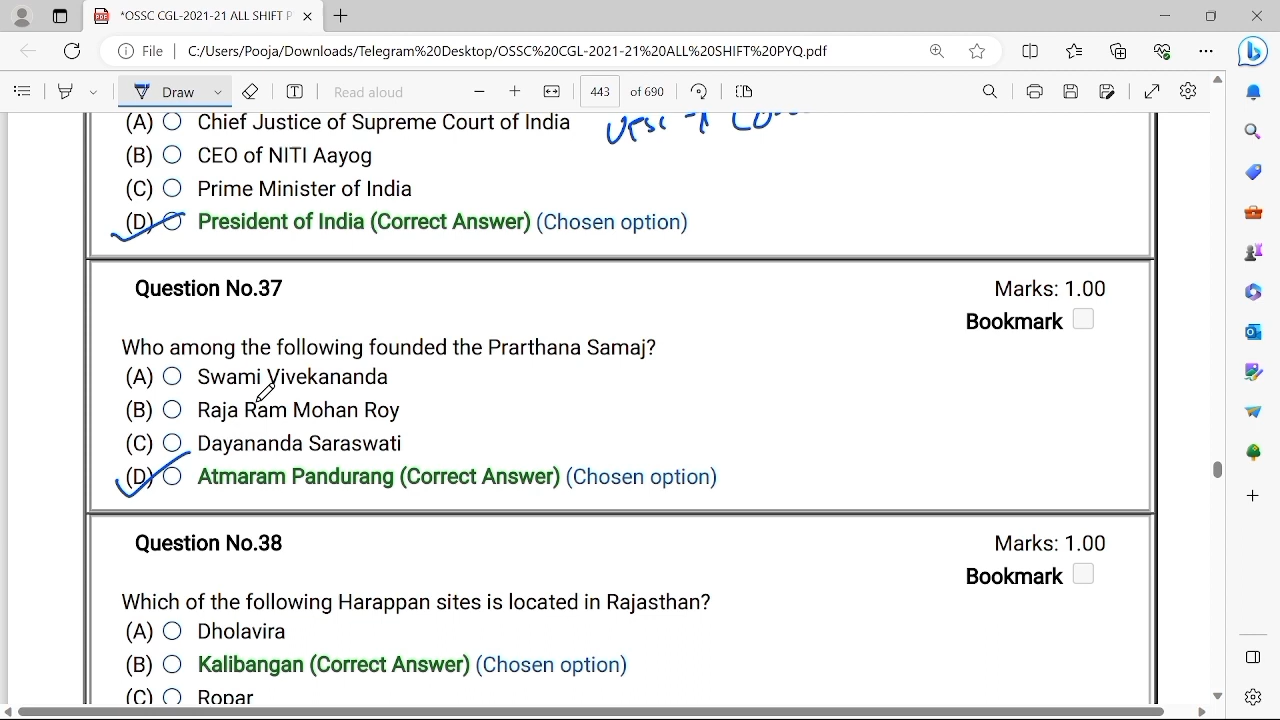 *OSSC CGL-2021-21 ALL SHIFT P
File
C:/Users/Pooja/Downloads/Telegram%20Desktop/OSSC%20CGL-2021-21%20ALL%20SHIFT%20PYQ.pdf
Draw
Read aloud
443 of 690
(A) Chief Justice of Supreme Court of India
UPSC
(B) CEO of NITI Aayog
(C) Prime Minister of India
(D) President of India (Correct Answer) (Chosen option)
Question No.37 Marks: 1.00
Bookmark
Who among the following founded the Prarthana Samaj?
(A) Swami Vivekananda
(B) Raja Ram Mohan Roy
(C) Dayananda Saraswati
(D) Atmaram Pandurang (Correct Answer) (Chosen option)
Question No.38 Marks: 1.00
Bookmark
Which of the following Harappan sites is located in Rajasthan?
(A) Dholavira
(B) Kalibangan (Correct Answer) (Chosen option)
(C) Ropar